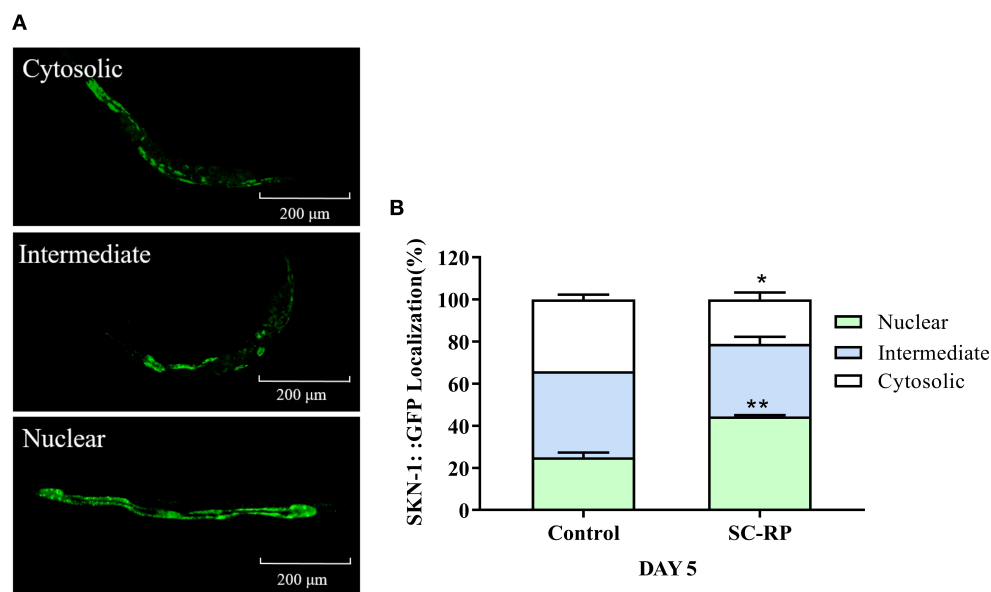 A
Cytosolic
200 μm
Intermediate
200 μm
Nuclear
200 μm
B
SKN-1: :GFP Localization(%)
120
100
80
60
40
20
0
*
**
Control
SC-RP
DAY 5
Nuclear
Intermediate
Cytosolic